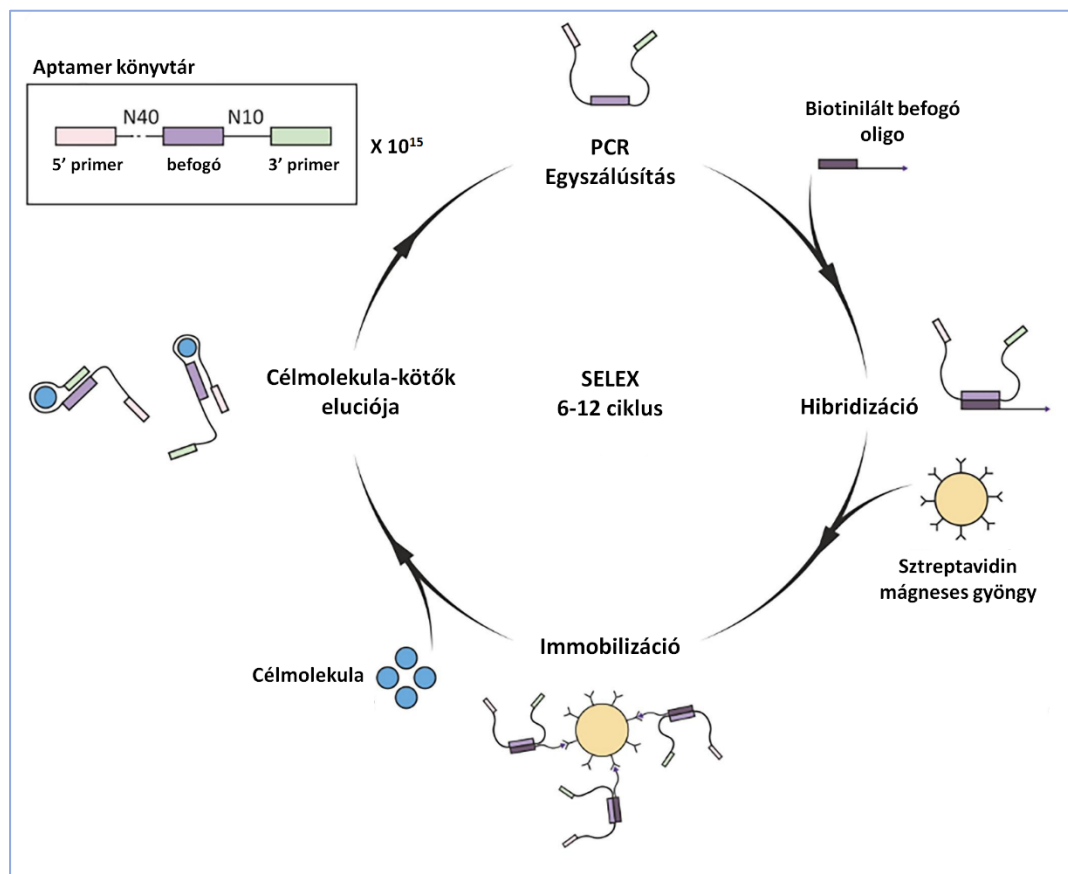 Aptamer könyvtár
N40
N10
5’ primer
befogó
3’ primer
X 10¹⁵
PCR
Egyszálúsítás
Biotinilált befogó
oligo
Célmolekula-kötők
eluciója
SELEX
6-12 ciklus
Hibridizáció
Sztreptavidin
mágneses gyöngy
Immobilizáció
Célmolekula